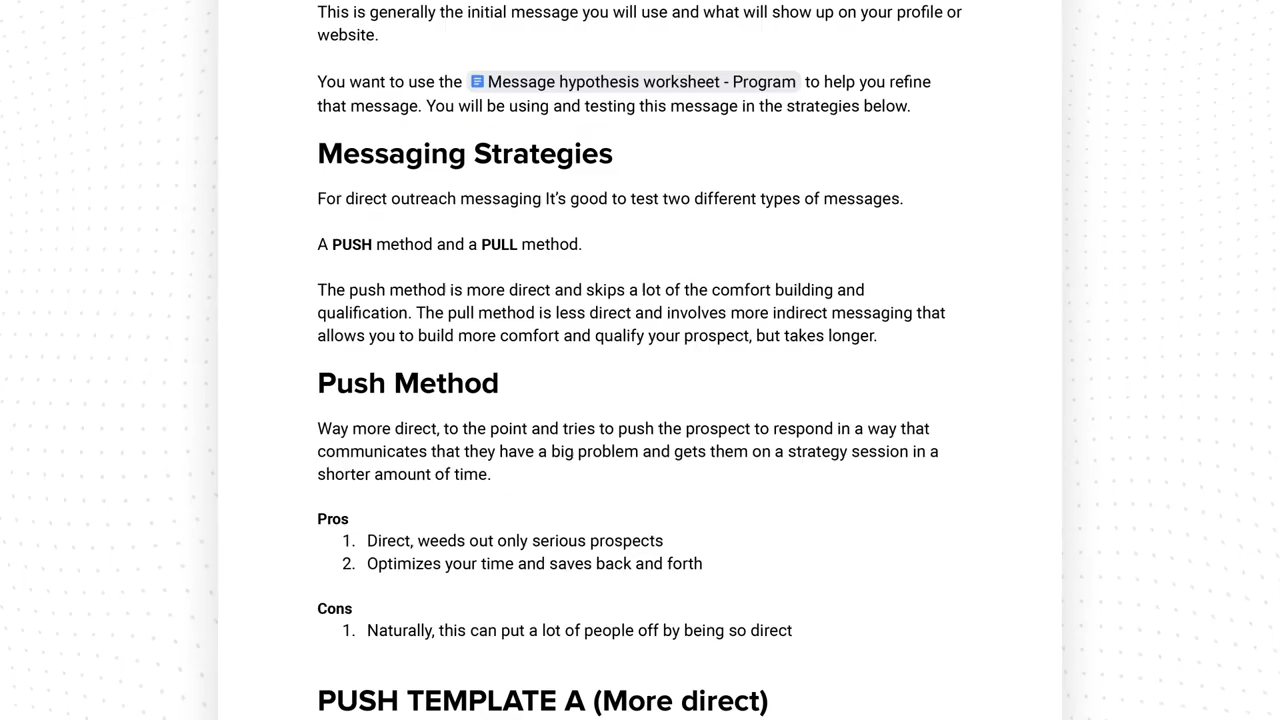 This is generally the initial message you will use and what will show up on your profile or
website.
You want to use the Message hypothesis worksheet - Program to help you refine
that message. You will be using and testing this message in the strategies below.
Messaging Strategies
For direct outreach messaging It’s good to test two different types of messages.
A PUSH method and a PULL method.
The push method is more direct and skips a lot of the comfort building and
qualification. The pull method is less direct and involves more indirect messaging that
allows you to build more comfort and qualify your prospect, but takes longer.
Push Method
Way more direct, to the point and tries to push the prospect to respond in a way that
communicates that they have a big problem and gets them on a strategy session in a
shorter amount of time.
Pros
1. Direct, weeds out only serious prospects
2. Optimizes your time and saves back and forth
Cons
1. Naturally, this can put a lot of people off by being so direct
PUSH TEMPLATE A (More direct)